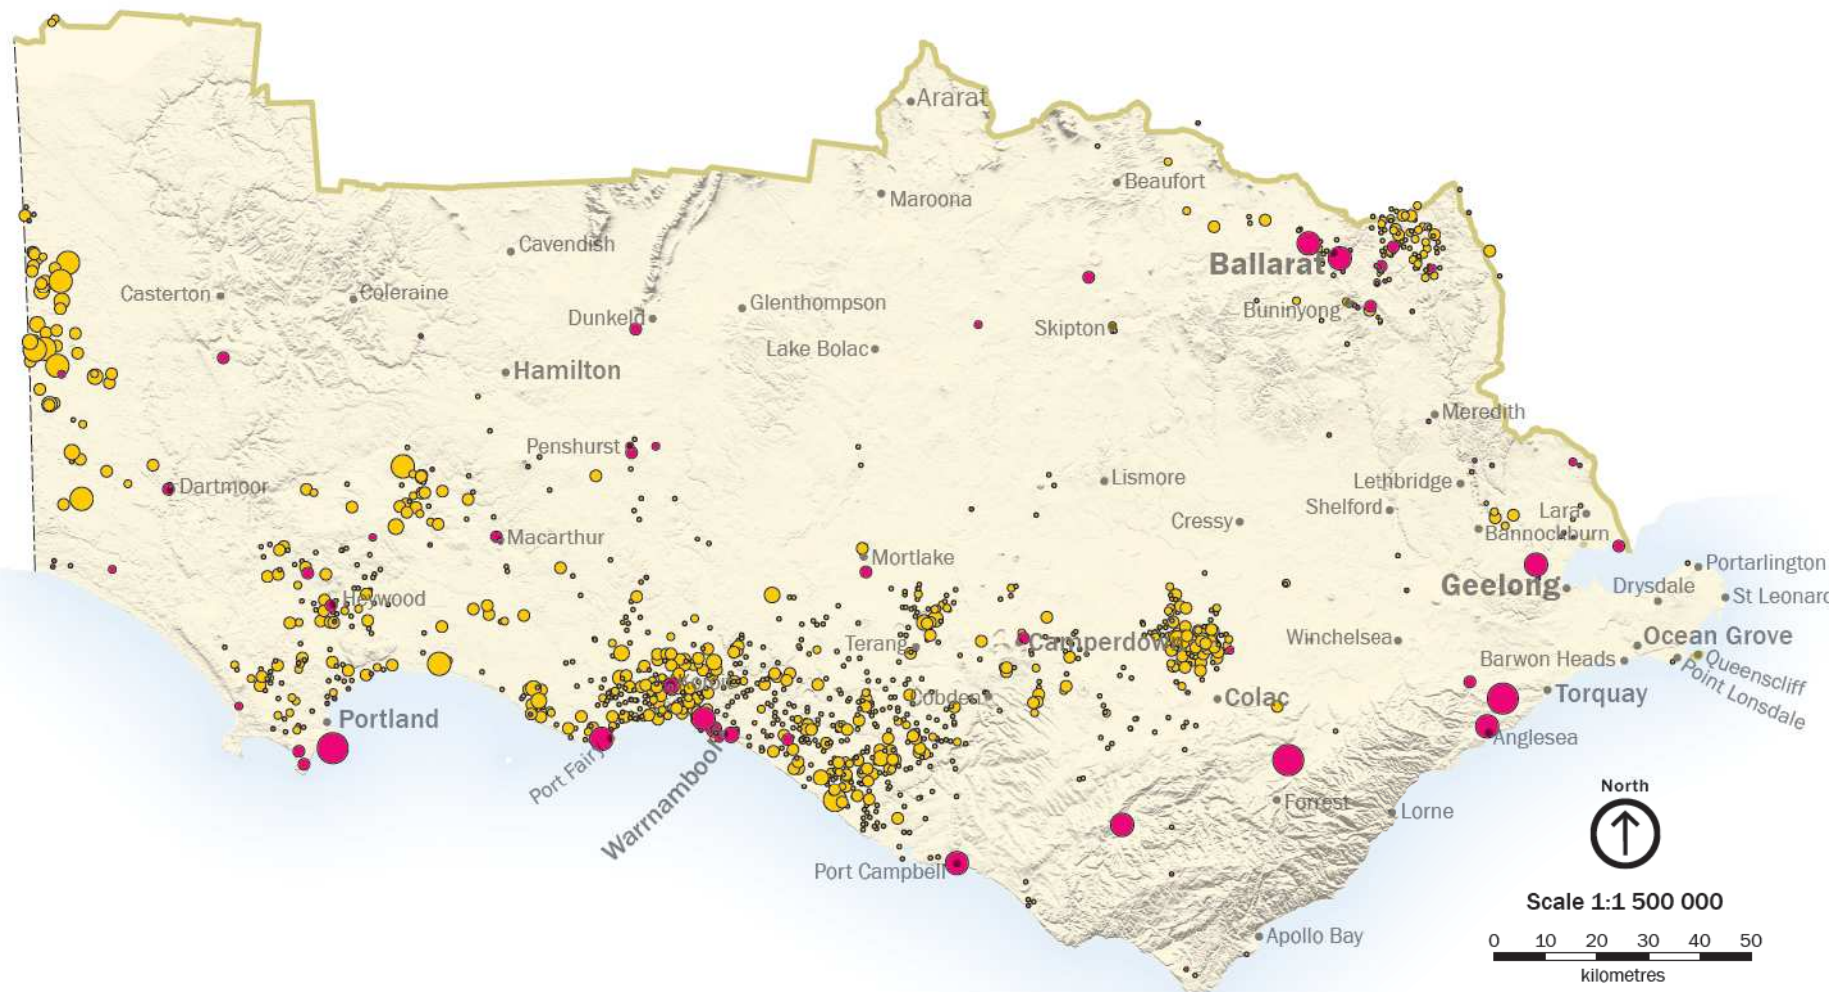 Ararat
Beaufort
Maroona
Cavendish
Ballarat
Casterton
Coleraine
Glenthompson
Buninyong
Dunkeld
Skipton
Lake Bolac
Hamilton
Meredith
Penshurst
Lismore
Lethbridge
Dartmoor
Shelford
Lara
Cressy
Bannockburn
Macarthur
Mortlake
Portarlington
Geelong
Drysdale
Heywood
St Leonard
Terang
Camperdown
Winchelsea
Ocean Grove
Barwon Heads
Queenscliff
Point Lonsdale
Koroit
Cobden
Colac
Torquay
Portland
Anglesea
Port Fairy
Warrnambool
Forrest
Lorne
Port Campbell
Apollo Bay
North
Scale 1:1 500 000
0 10 20 30 40 50
kilometres